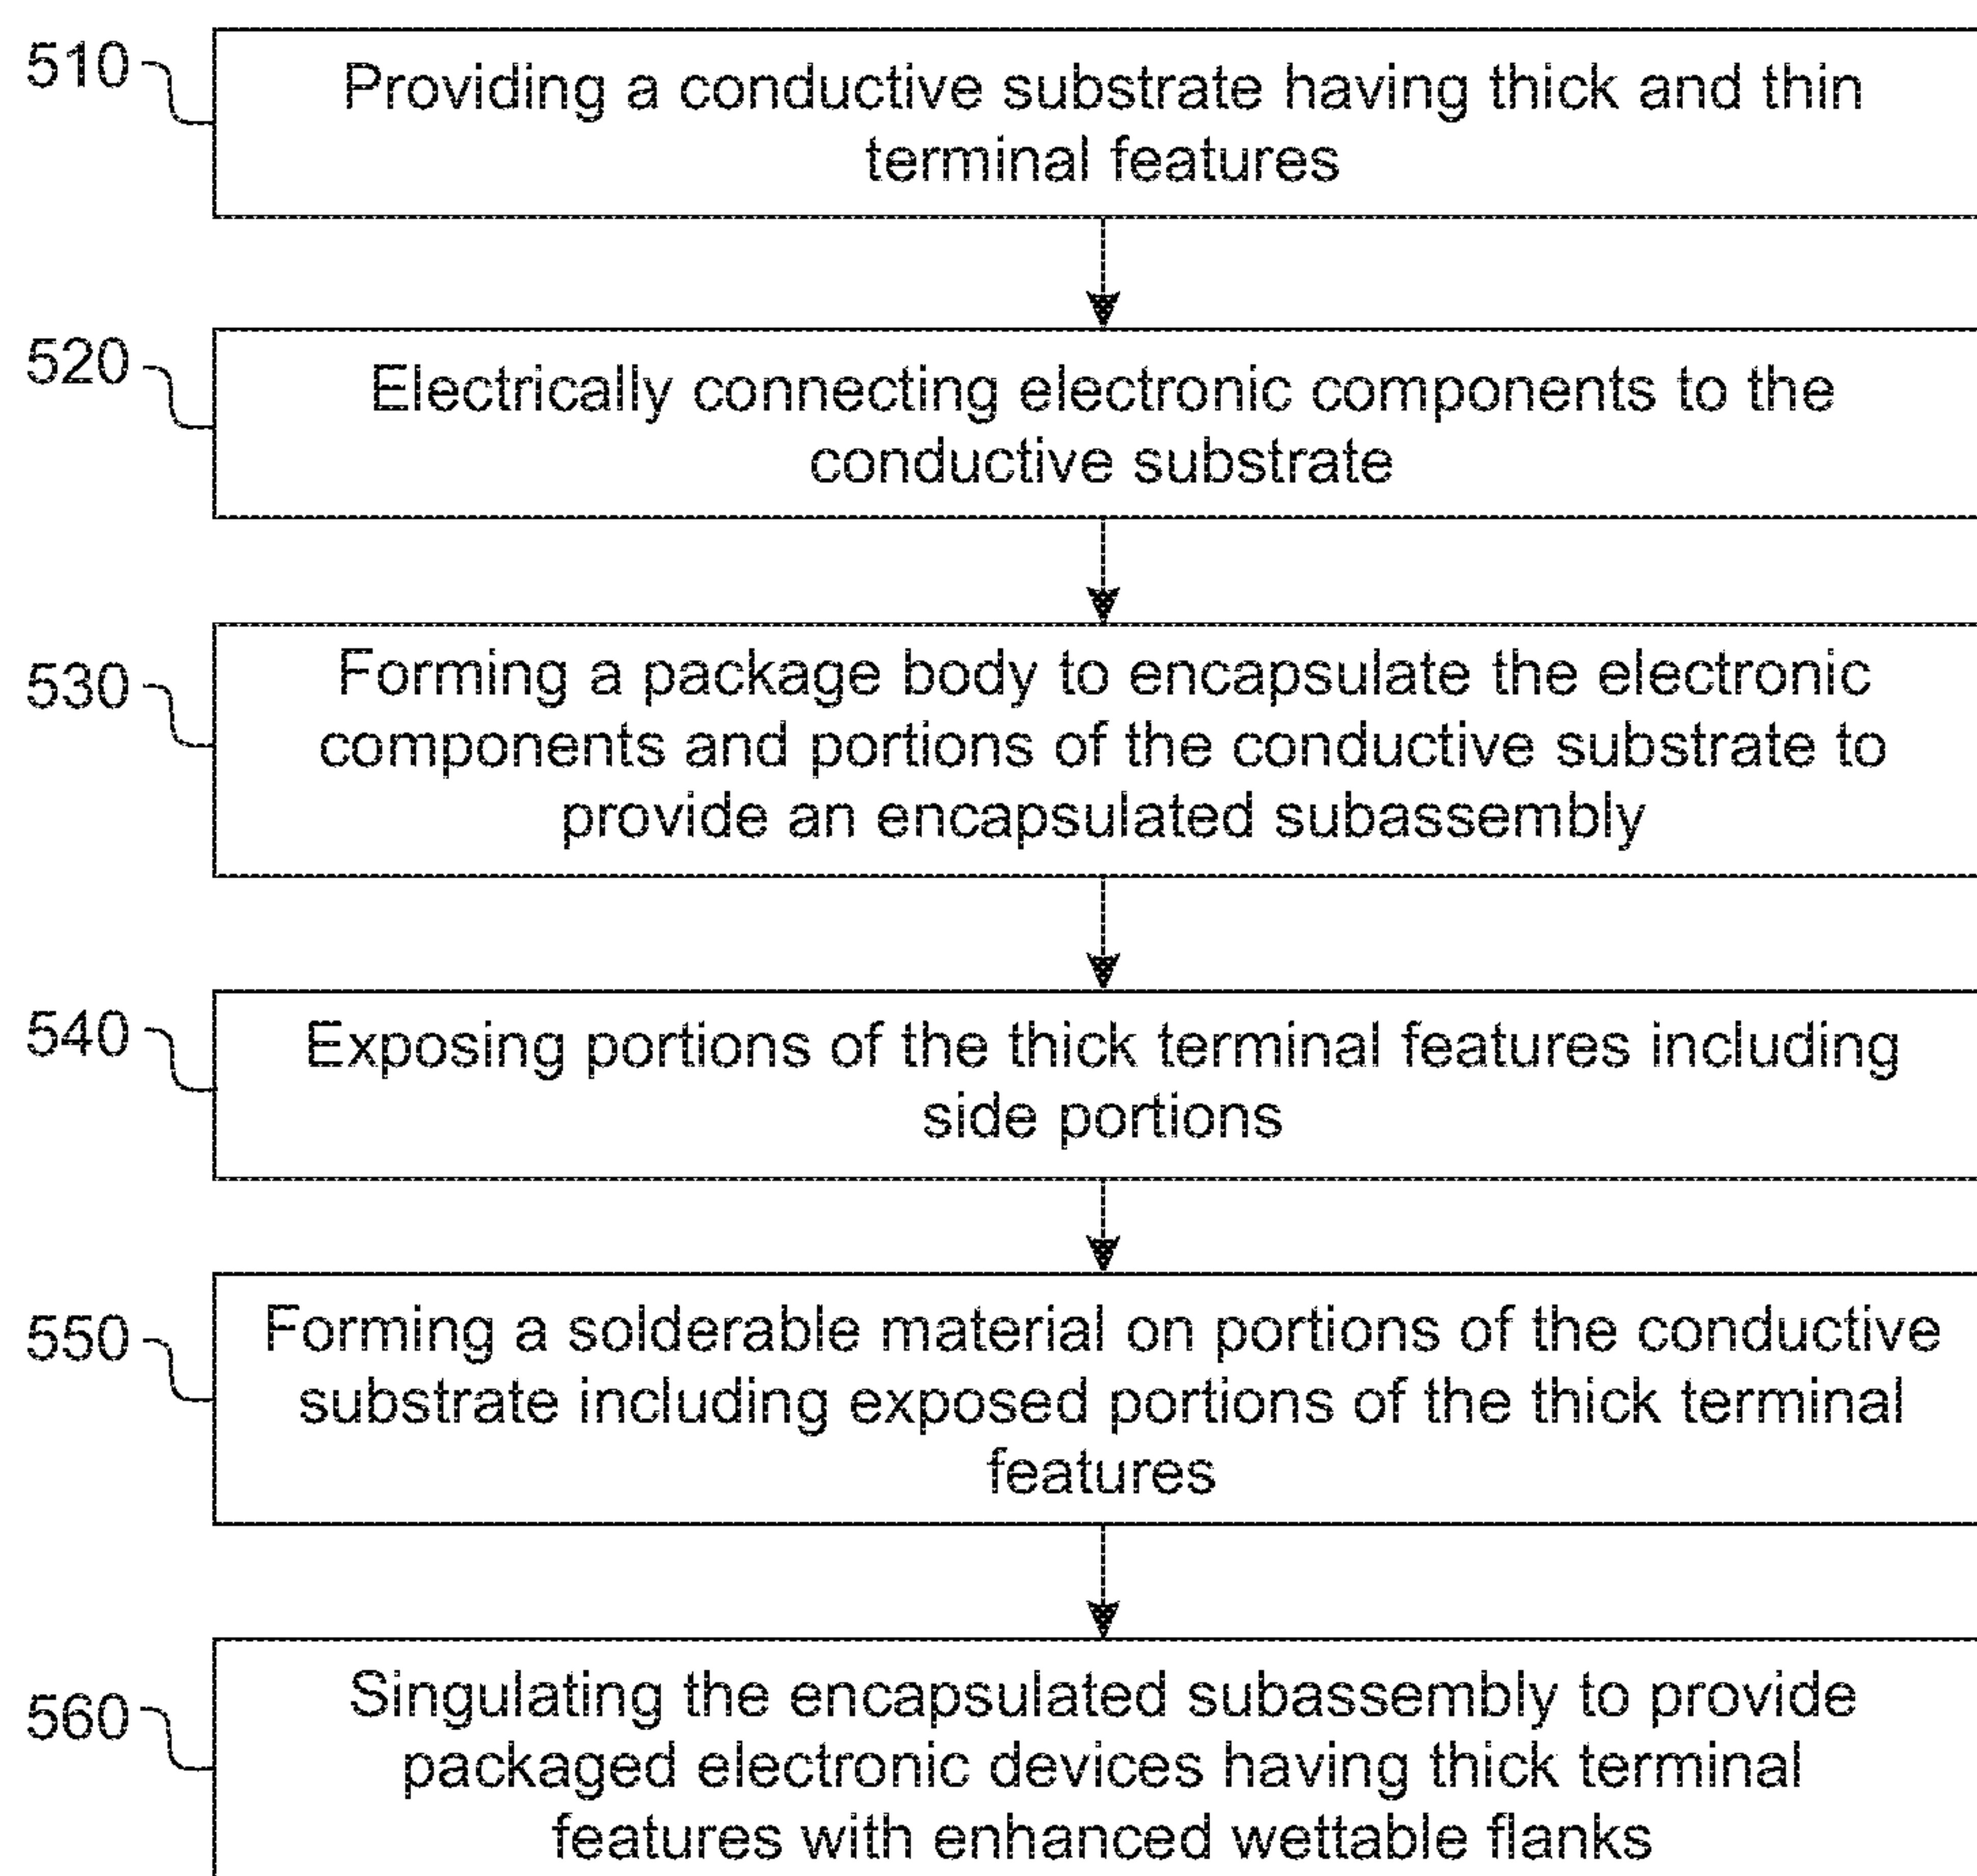 510
Providing a conductive substrate having thick and thin
terminal features
520
Electrically connecting electronic components to the
conductive substrate
530
Forming a package body to encapsulate the electronic
components and portions of the conductive substrate to
provide an encapsulated subassembly
540
Exposing portions of the thick terminal features including
side portions
550
Forming a solderable material on portions of the conductive
substrate including exposed portions of the thick terminal
features
560
Singulating the encapsulated subassembly to provide
packaged electronic devices having thick terminal
features with enhanced wettable flanks